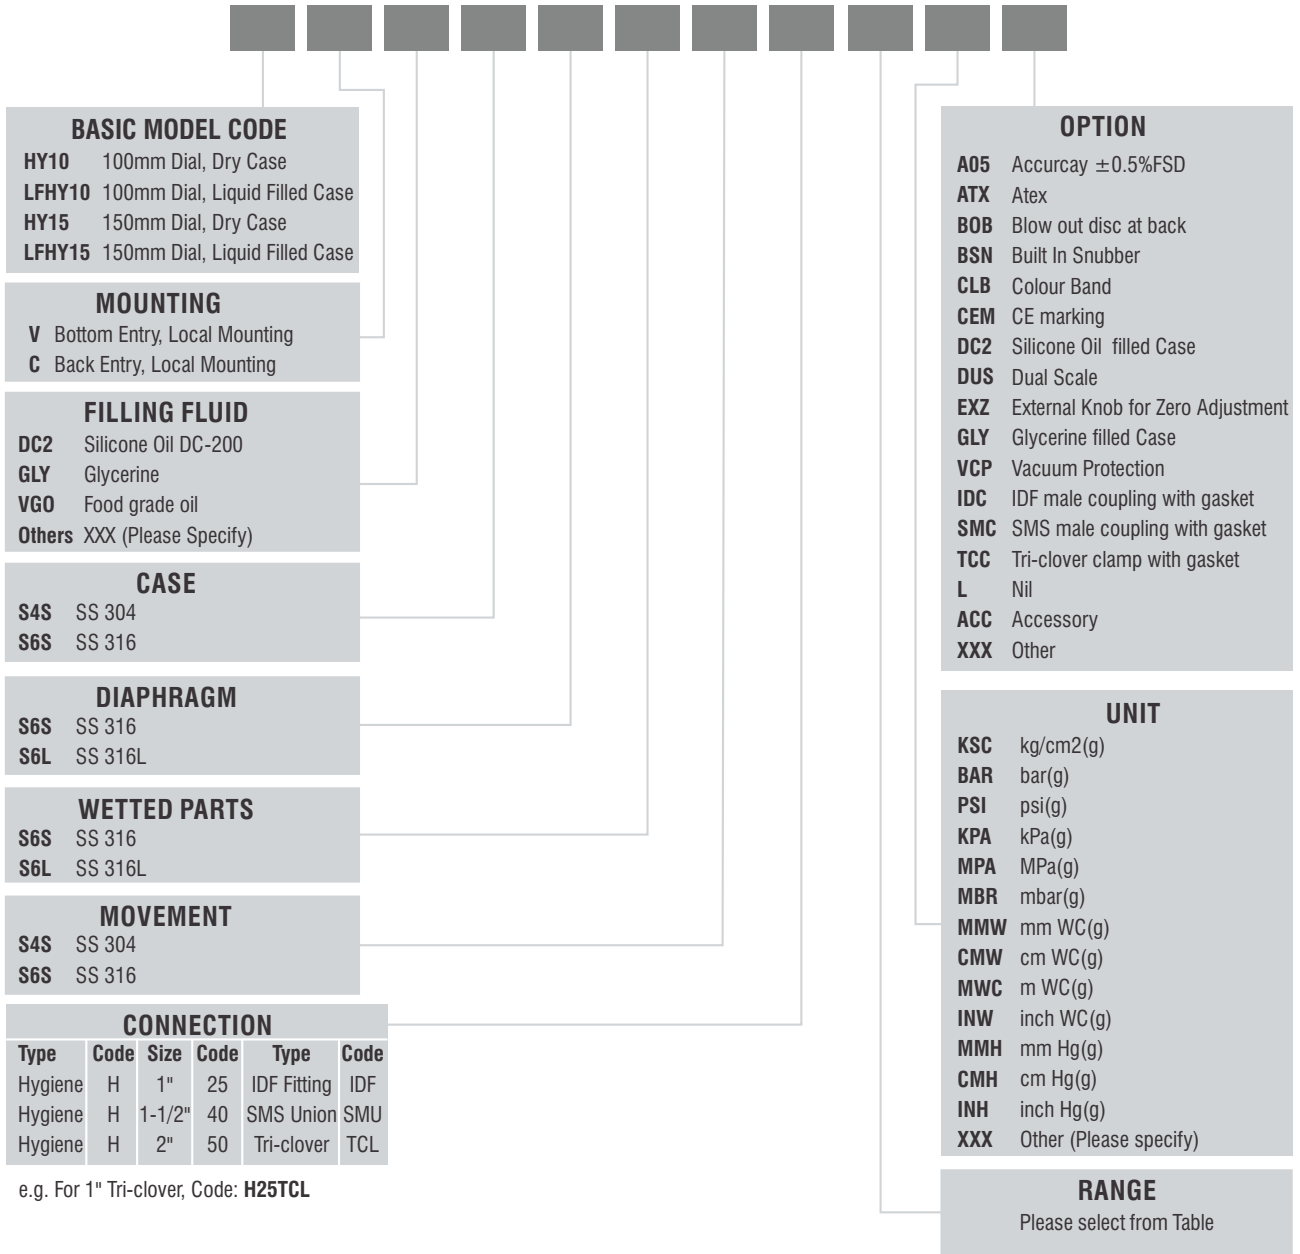 BASIC MODEL CODE
HY10 100mm Dial, Dry Case
LFHY10 100mm Dial, Liquid Filled Case
HY15 150mm Dial, Dry Case
LFHY15 150mm Dial, Liquid Filled Case
MOUNTING
V Bottom Entry, Local Mounting
C Back Entry, Local Mounting
FILLING FLUID
DC2 Silicone Oil DC-200
GLY Glycerine
VGO Food grade oil
Others XXX (Please Specify)
CASE
S4S SS 304
S6S SS 316
DIAPHRAGM
S6S SS 316
S6L SS 316L
WETTED PARTS
S6S SS 316
S6L SS 316L
MOVEMENT
S4S SS 304
S6S SS 316
CONNECTION
Type Code Size Code Type Code
Hygiene H 1" 25 IDF Fitting IDF
Hygiene H 1-1/2" 40 SMS Union SMU
Hygiene H 2" 50 Tri-clover TCL
e.g. For 1" Tri-clover, Code: H25TCL
OPTION
A05 Accurcay ±0.5%FSD
ATX Atex
BOB Blow out disc at back
BSN Built In Snubber
CLB Colour Band
CEM CE marking
DC2 Silicone Oil filled Case
DUS Dual Scale
EXZ External Knob for Zero Adjustment
GLY Glycerine filled Case
VCP Vacuum Protection
IDC IDF male coupling with gasket
SMC SMS male coupling with gasket
TCC Tri-clover clamp with gasket
L Nil
ACC Accessory
XXX Other
UNIT
KSC kg/cm2(g)
BAR bar(g)
PSI psi(g)
KPA kPa(g)
MPA MPa(g)
MBR mbar(g)
MMW mm WC(g)
CMW cm WC(g)
MWC m WC(g)
INW inch WC(g)
MMH mm Hg(g)
CMH cm Hg(g)
INH inch Hg(g)
XXX Other (Please specify)
RANGE
Please select from Table